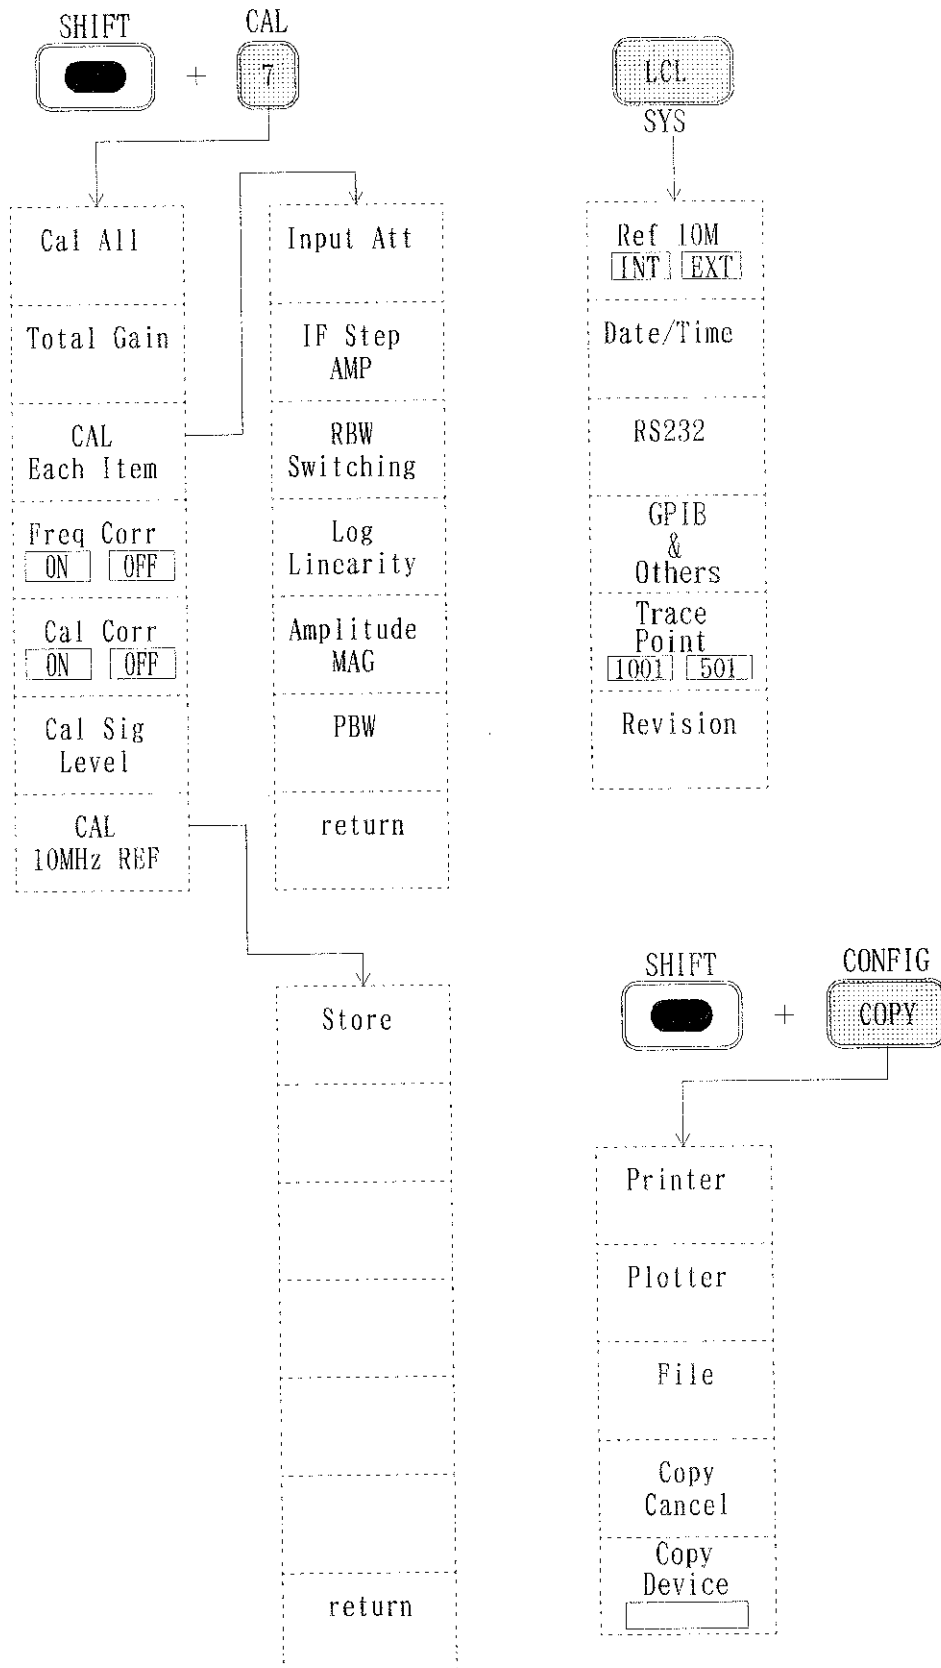 SHIFT
CAL
+
7
Cal All
Total Gain
CAL
Each Item
Freq Corr
ON OFF
Cal Corr
ON OFF
Cal Sig
Level
CAL
10MHz REF
Input Att
IF Step
AMP
RBW
Switching
Log
Lincarity
Amplitude
MAG
PBW
return
Store
return
LCL
SYS
Ref 10M
INT EXT
Date/Time
RS232
GPIB
&
Others
Trace
Point
1001 501
Revision
SHIFT
CONFIG
+
COPY
Printer
Plotter
File
Copy
Cancel
Copy
Device